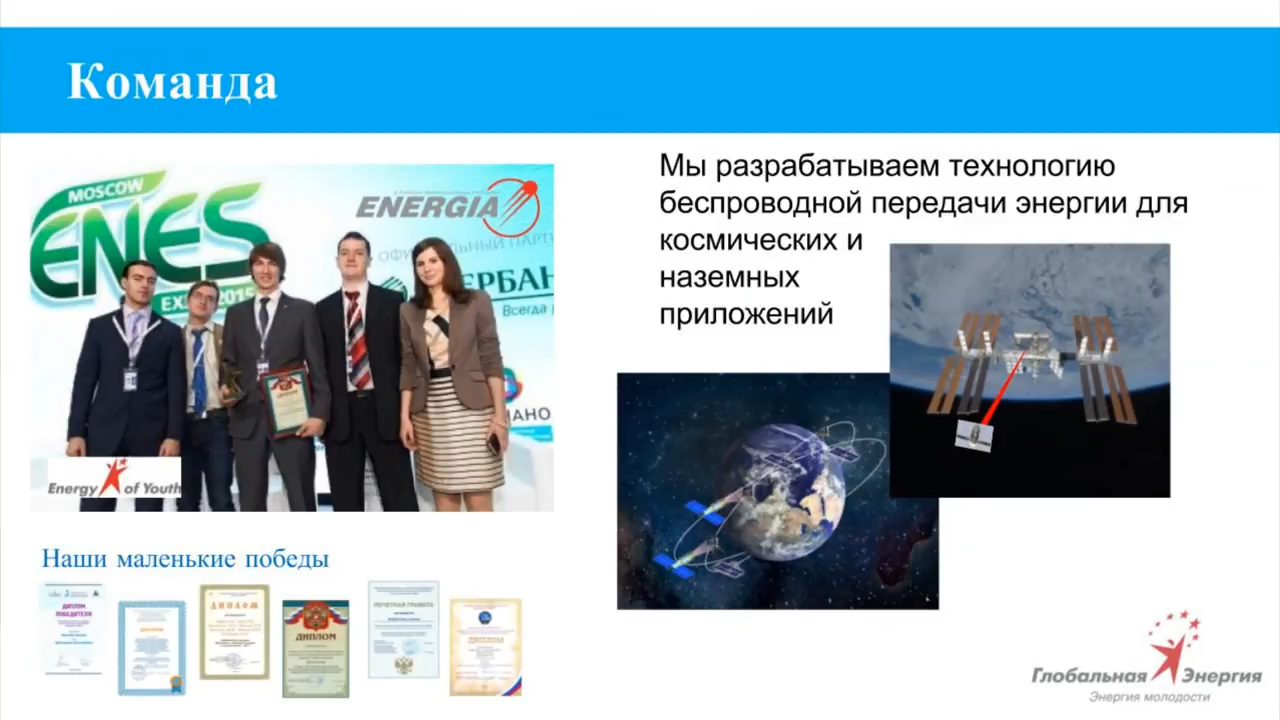 Команда
MOSCOW
ENES
EXPO 2015
ENERGIA
Всегда
Energy of Youth
Мы разрабатываем технологию
беспроводной передачи энергии для
космических и
наземных
приложений
Наши маленькие победы
ДИПЛОМ
ПОБЕДИТЕЛЯ
ДИПЛОМ
ДИПЛОМ
ПОЧЕТНАЯ ГРАМОТА
Глобальная Энергия
Энергия молодости